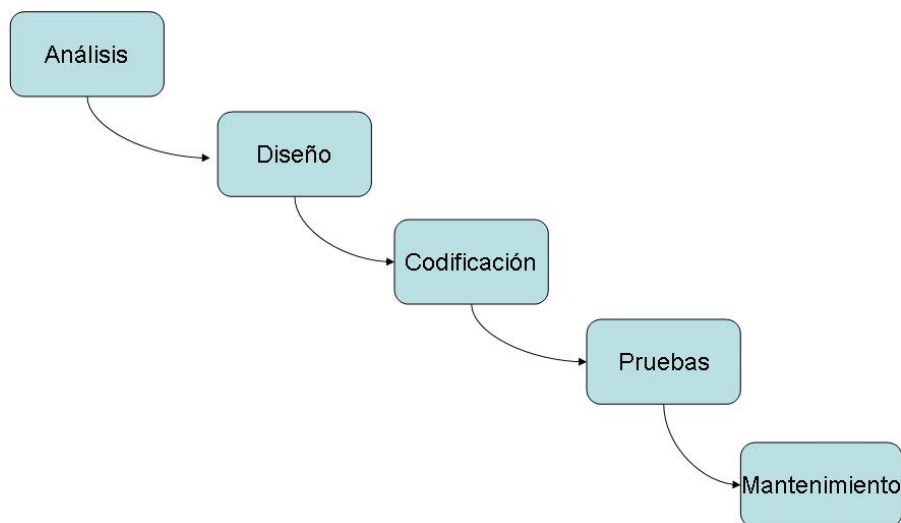 Análisis
Diseño
Codificación
Pruebas
Mantenimiento